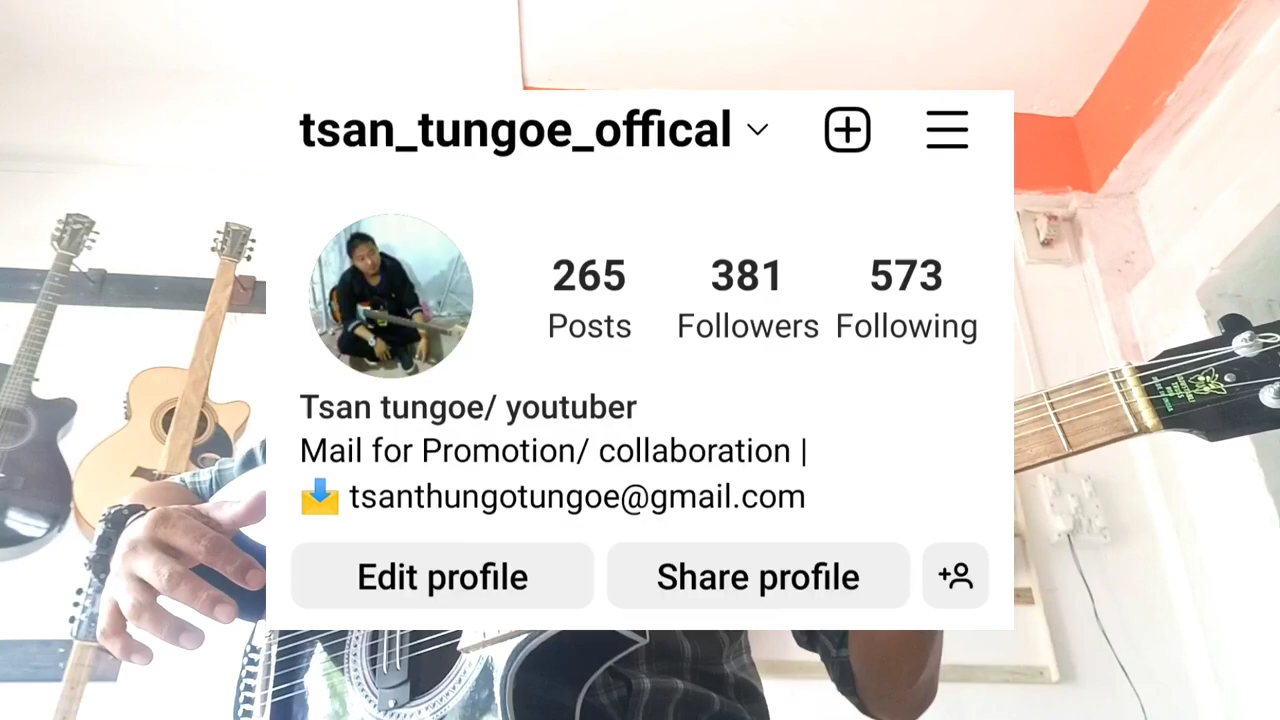 tsan_tungoe_offical
265 381 573
Posts Followers Following
Tsan tungoe/ youtuber
Mail for Promotion/ collaboration |
tsanthungotungoe@gmail.com
Edit profile Share profile